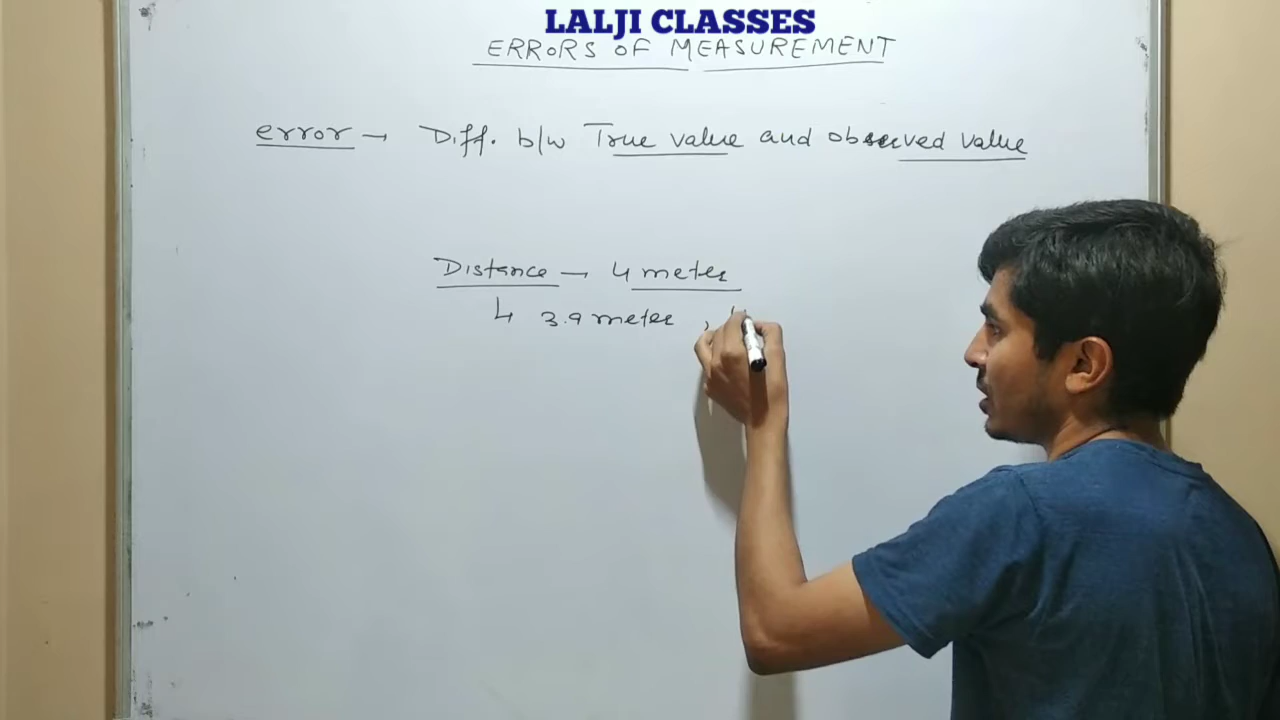 LALJI CLASSES
ERRORS OF MEASUREMENT
error → Diff. b/w True value and observed value
Distance → 4 meter
↳ 3.9 meter ,